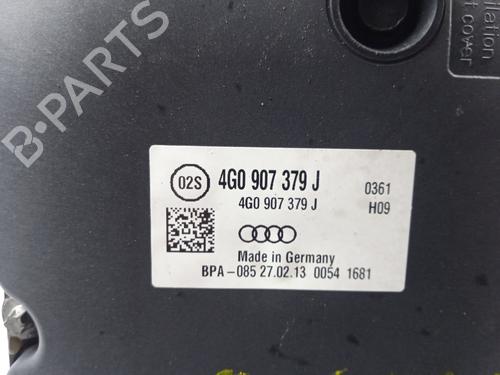 t cover
B-PARTS
02S
4G0 907 379 J
0361
4G0 907 379 J
H09
Made in Germany
BPA-085 27.02.13 0054 1681